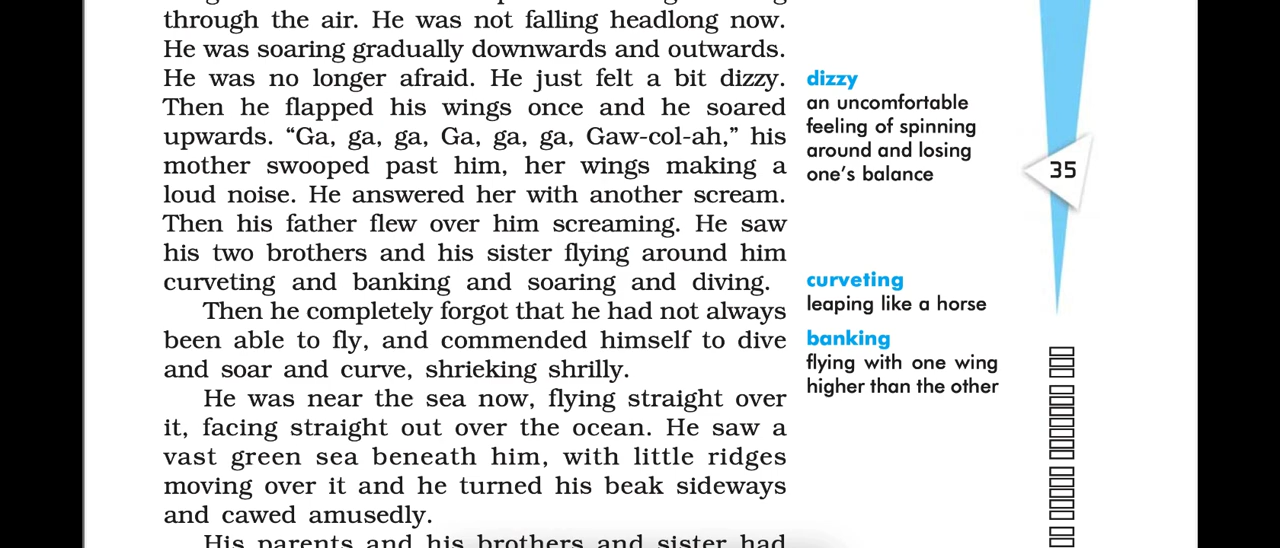 through the air. He was not falling headlong now.
He was soaring gradually downwards and outwards.
He was no longer afraid. He just felt a bit dizzy.
Then he flapped his wings once and he soared
upwards. “Ga, ga, ga, Ga, ga, ga, Gaw-col-ah,” his
mother swooped past him, her wings making a
loud noise. He answered her with another scream.
Then his father flew over him screaming. He saw
his two brothers and his sister flying around him
curveting and banking and soaring and diving.
Then he completely forgot that he had not always
been able to fly, and commended himself to dive
and soar and curve, shrieking shrilly.
He was near the sea now, flying straight over
it, facing straight out over the ocean. He saw a
vast green sea beneath him, with little ridges
moving over it and he turned his beak sideways
and cawed amusedly.
His parents and his brothers and sister had
dizzy
an uncomfortable
feeling of spinning
around and losing
one’s balance
curveting
leaping like a horse
banking
flying with one wing
higher than the other
35